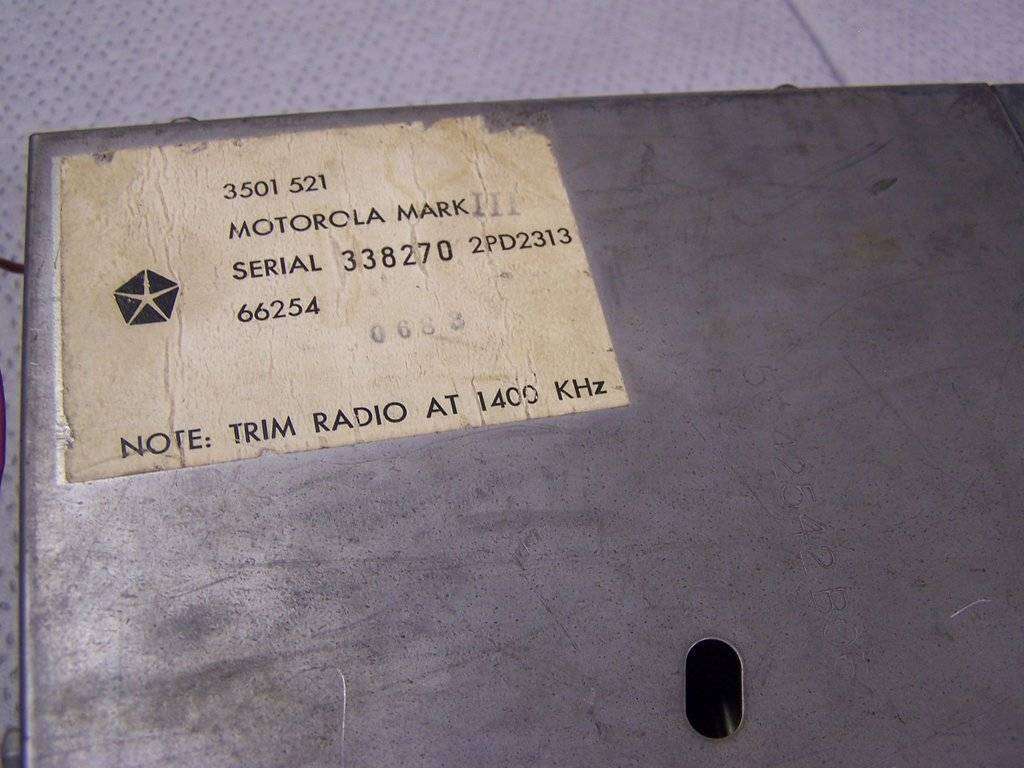 3501 521
MOTOROLA MARK III
SERIAL 338270 2PD2313
66254
0683
NOTE: TRIM RADIO AT 1400 KHz